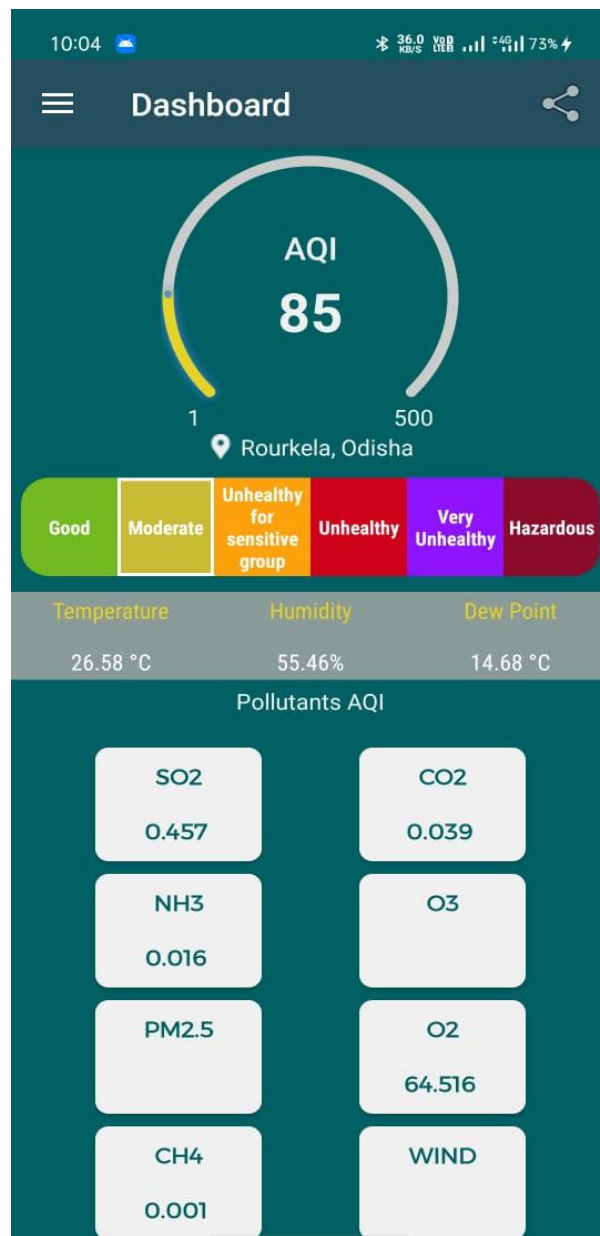 10:04 36.0 KB/S VoD LTEB 4G 73%
Dashboard
AQI
85
1 500
Rourkela, Odisha
Good Moderate Unhealthy for sensitive group Unhealthy Very Unhealthy Hazardous
Temperature Humidity Dew Point
26.58 °C 55.46% 14.68 °C
Pollutants AQI
SO2 CO2
0.457 0.039
NH3 O3
0.016
PM2.5 O2
64.516
CH4 WIND
0.001